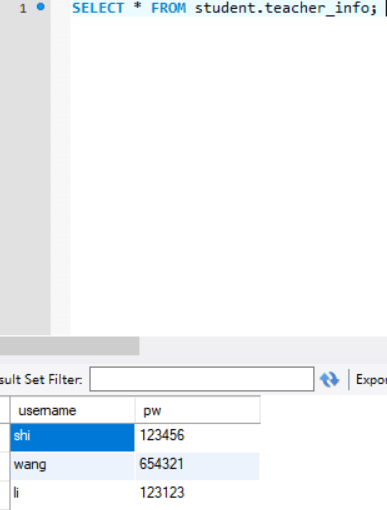 1 SELECT * FROM student.teacher_info;
sult Set Filter: Expor
username pw
shi 123456
wang 654321
li 123123